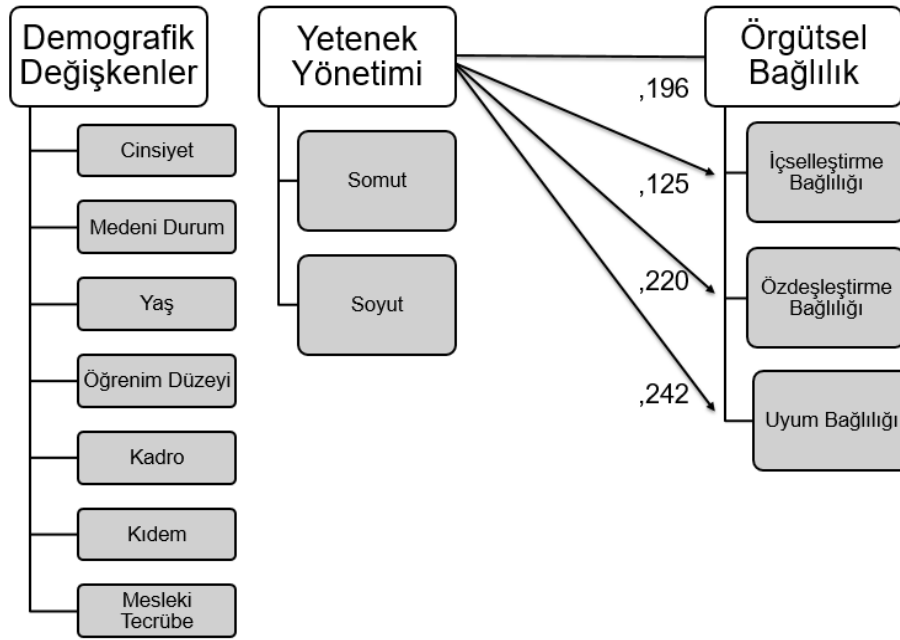 Demografik
Değişkenler
Cinsiyet
Medeni Durum
Yaş
Öğrenim Düzeyi
Kadro
Kıdem
Mesleki
Tecrübe
Yetenek
Yönetimi
Somut
Soyut
,196
,125
,220
,242
Örgütsel
Bağlılık
İçselleştirme
Bağlılığı
Özdeşleştirme
Bağlılığı
Uyum Bağlılığı